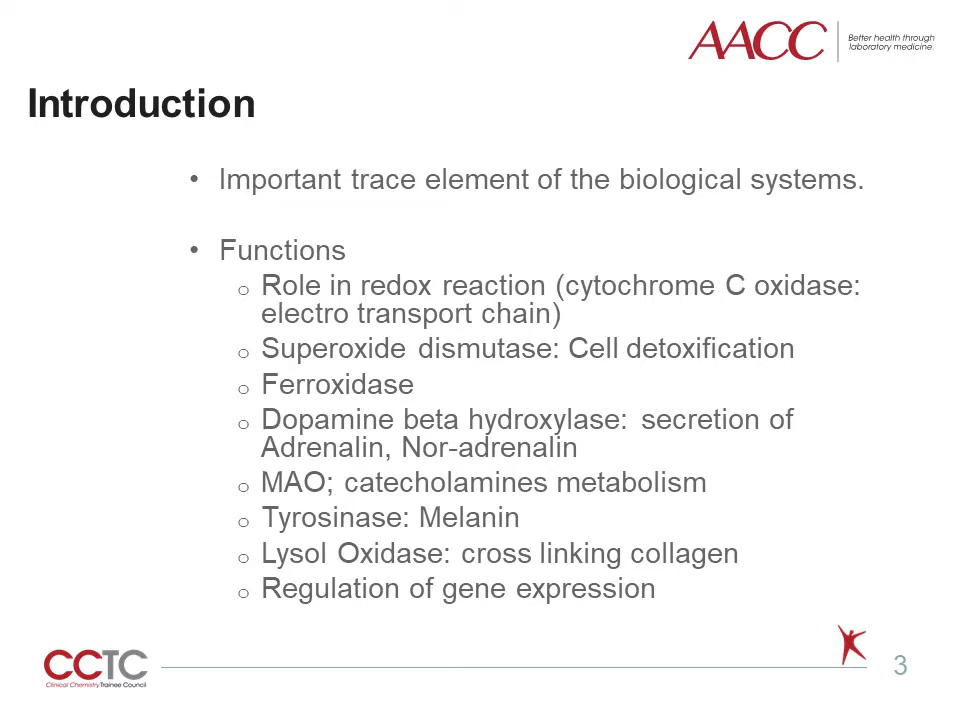 AACC
Better health through
laboratory medicine.
Introduction
• Important trace element of the biological systems.
• Functions
o Role in redox reaction (cytochrome C oxidase:
electro transport chain)
o Superoxide dismutase: Cell detoxification
o Ferroxidase
o Dopamine beta hydroxylase: secretion of
Adrenalin, Nor-adrenalin
o MAO; catecholamines metabolism
o Tyrosinase: Melanin
o Lysol Oxidase: cross linking collagen
o Regulation of gene expression
CCTC
Clinical Chemistry Trainee Council
3